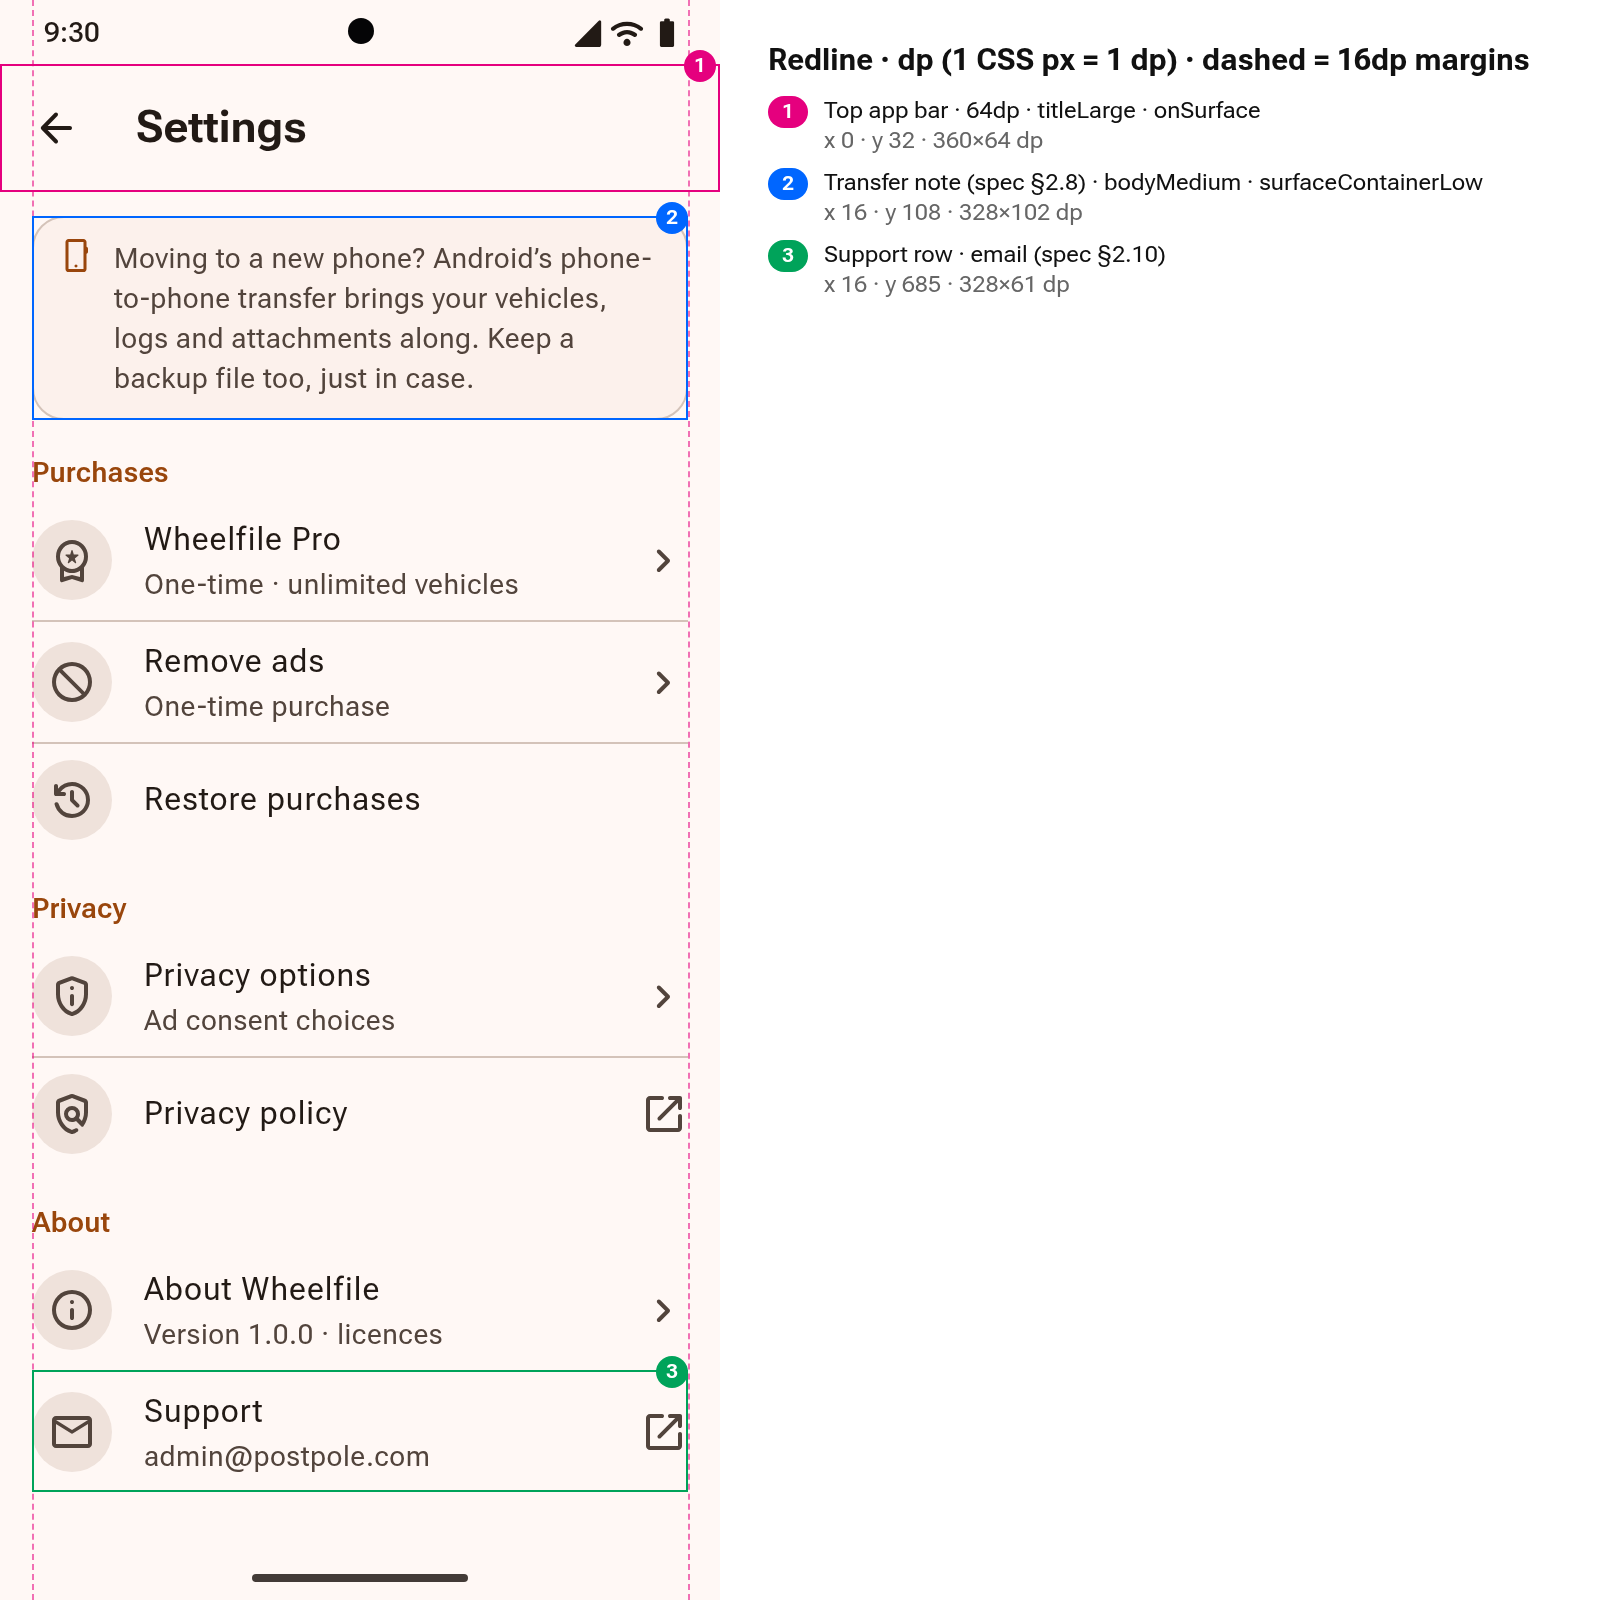 9:30
1
Settings
2
Moving to a new phone? Android’s phone-
to-phone transfer brings your vehicles,
logs and attachments along. Keep a
backup file too, just in case.
Purchases
Wheelfile Pro
One-time · unlimited vehicles
Remove ads
One-time purchase
Restore purchases
Privacy
Privacy options
Ad consent choices
Privacy policy
About
About Wheelfile
Version 1.0.0 · licences
3
Support
admin@postpole.com
Redline · dp (1 CSS px = 1 dp) · dashed = 16dp margins
1 Top app bar · 64dp · titleLarge · onSurface
x 0 · y 32 · 360×64 dp
2 Transfer note (spec §2.8) · bodyMedium · surfaceContainerLow
x 16 · y 108 · 328×102 dp
3 Support row · email (spec §2.10)
x 16 · y 685 · 328×61 dp